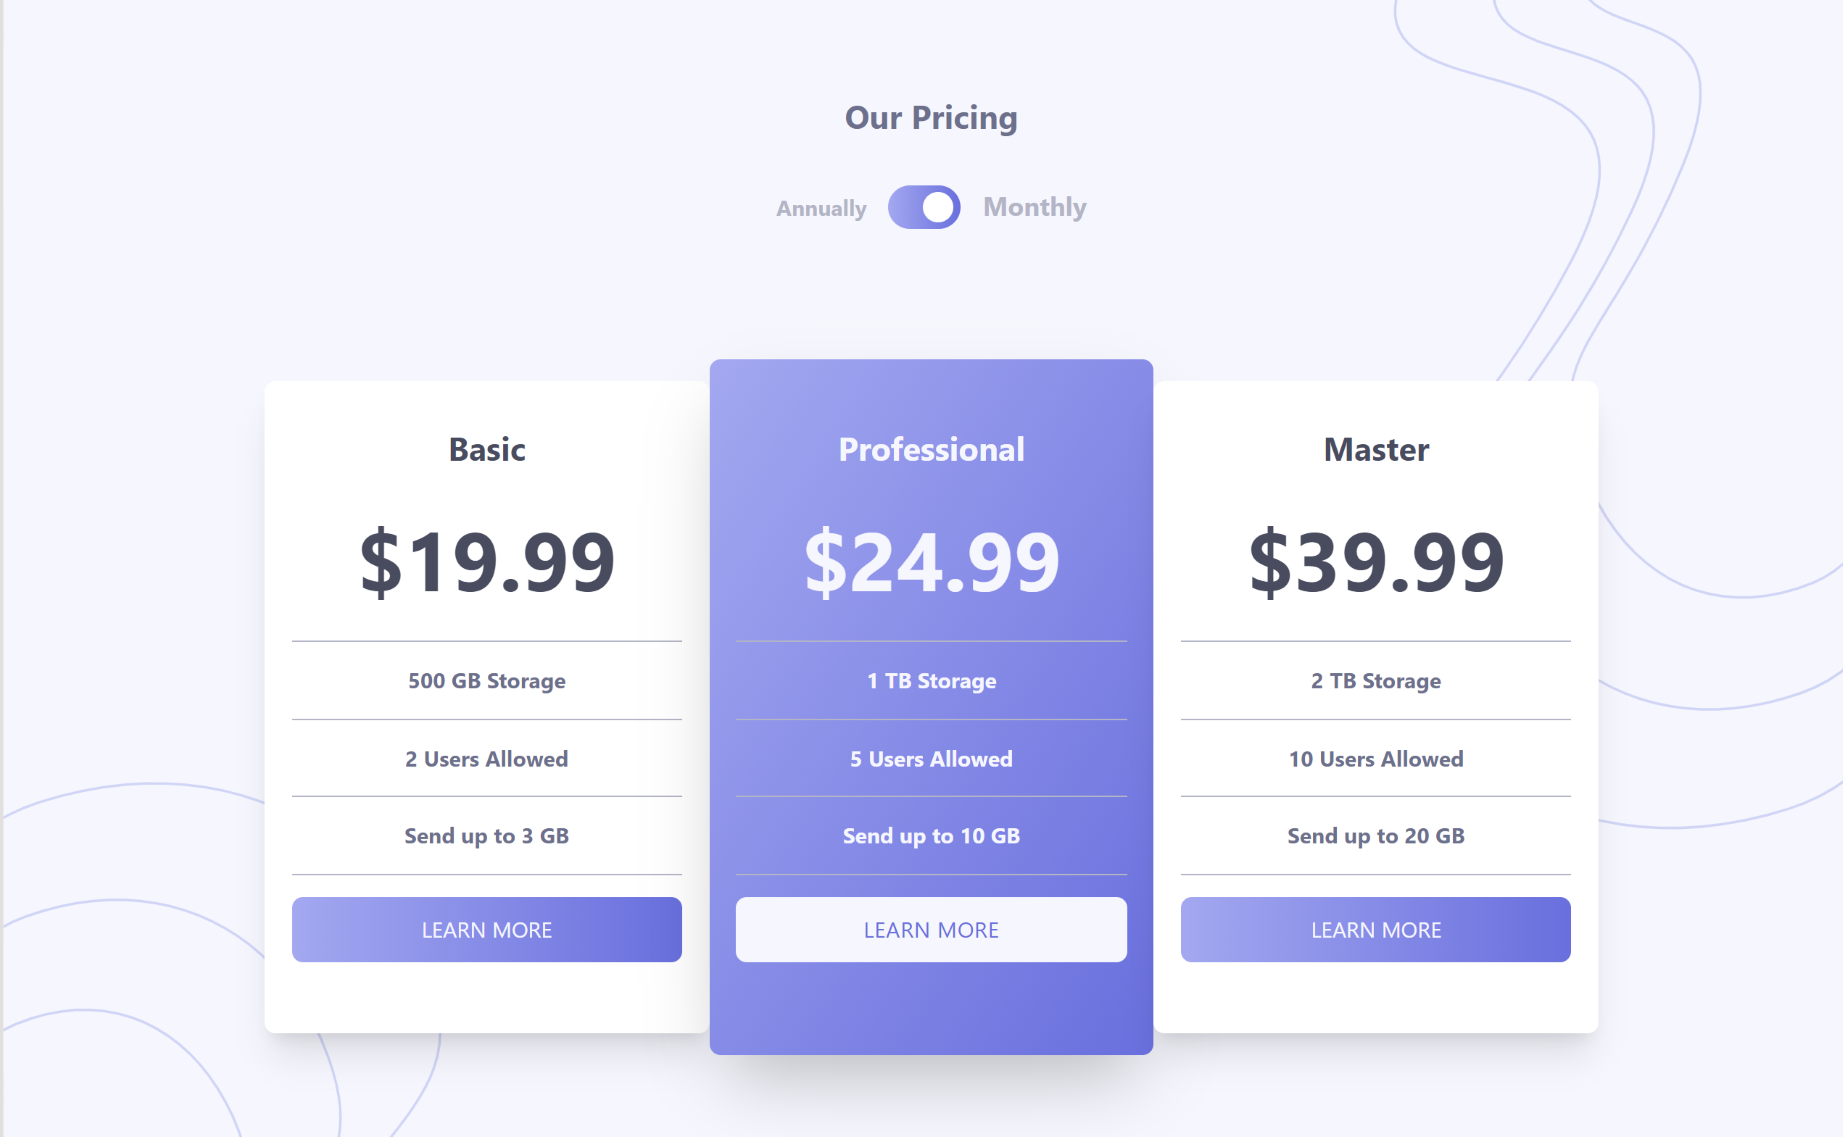 Our Pricing
Annually Monthly
Basic
$19.99
500 GB Storage
2 Users Allowed
Send up to 3 GB
LEARN MORE
Professional
$24.99
1 TB Storage
5 Users Allowed
Send up to 10 GB
LEARN MORE
Master
$39.99
2 TB Storage
10 Users Allowed
Send up to 20 GB
LEARN MORE